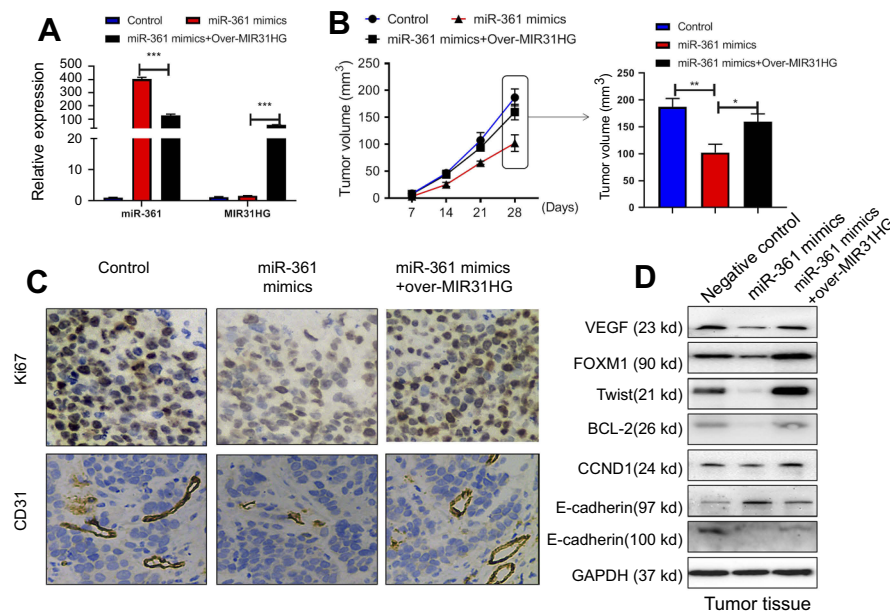 A
Control
miR-361 mimics
miR-361 mimics+Over-MIR31HG
Relative expression
500
400
300
200
100
20
10
0
***
***
miR-361
MIR31HG
B
Control
miR-361 mimics
miR-361 mimics+Over-MIR31HG
Tumor volume (mm3)
250
200
150
100
50
0
7
14
21
28
(Days)
Control
miR-361 mimics
miR-361 mimics+Over-MIR31HG
Tumor volume (mm3)
200
150
100
50
100
**
*
C
Control
miR-361
mimics
miR-361 mimics
+over-MIR31HG
Ki67
CD31
D
Negative control
miR-361 mimics
miR-361 mimics
+over-MIR31HG
VEGF (23 kd)
FOXM1 (90 kd)
Twist(21 kd)
BCL-2(26 kd)
CCND1(24 kd)
E-cadherin(97 kd)
E-cadherin(100 kd)
GAPDH (37 kd)
Tumor tissue